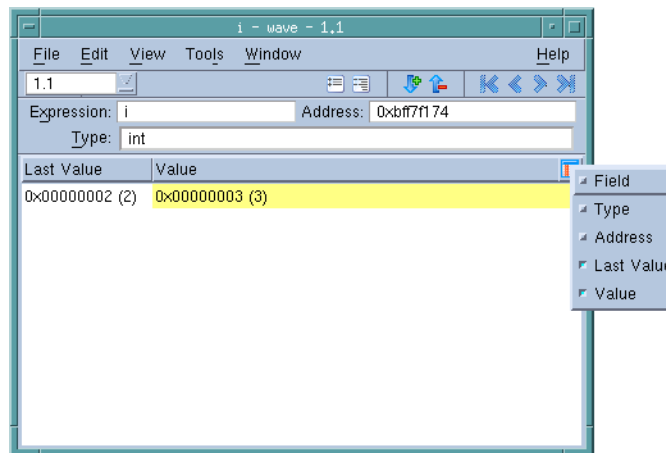 i - wave - 1.1
File Edit View Tools Window Help
1.1
Expression: i Address: 0xbff7f174
Type: int
Last Value Value
0x00000002 (2) 0x00000003 (3)
Field
Type
Address
Last Value
Value